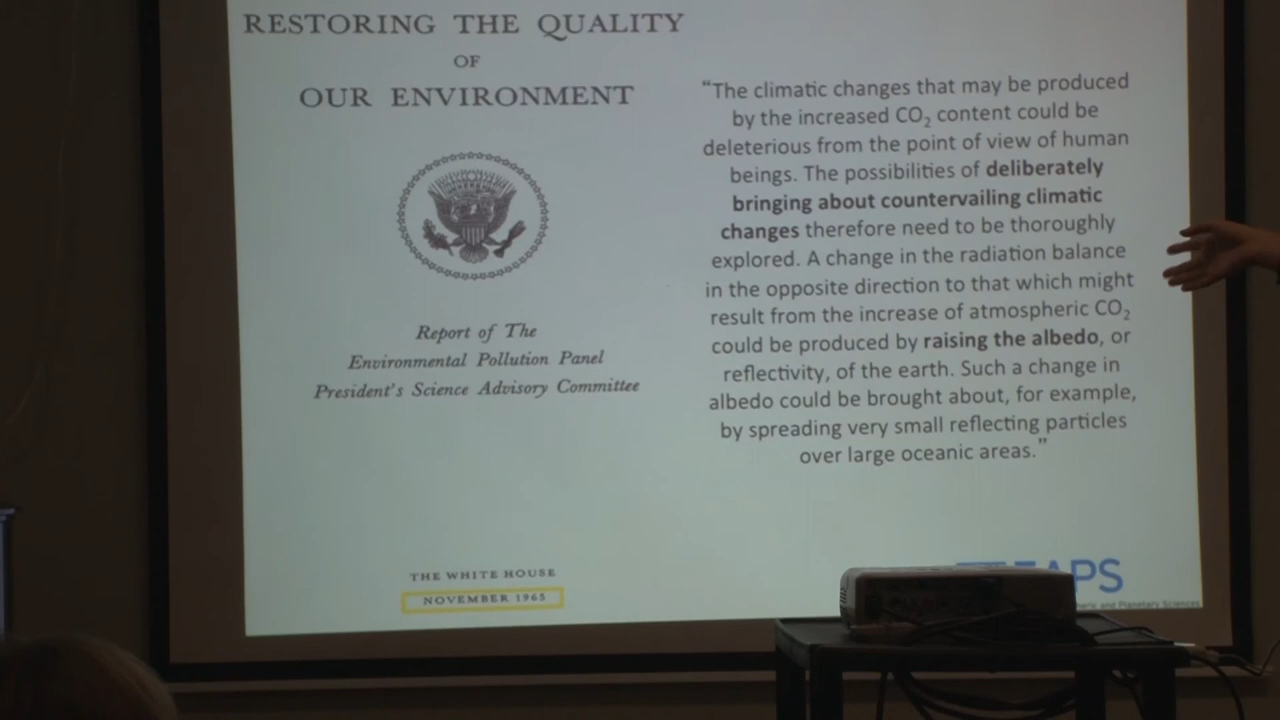 RESTORING THE QUALITY
OF
OUR ENVIRONMENT
Report of The
Environmental Pollution Panel
President's Science Advisory Committee
THE WHITE HOUSE
NOVEMBER 1965
“The climatic changes that may be produced
by the increased CO₂ content could be
deleterious from the point of view of human
beings. The possibilities of deliberately
bringing about countervailing climatic
changes therefore need to be thoroughly
explored. A change in the radiation balance
in the opposite direction to that which might
result from the increase of atmospheric CO₂
could be produced by raising the albedo, or
reflectivity, of the earth. Such a change in
albedo could be brought about, for example,
by spreading very small reflecting particles
over large oceanic areas.”
EAPS
and Planetary Sciences